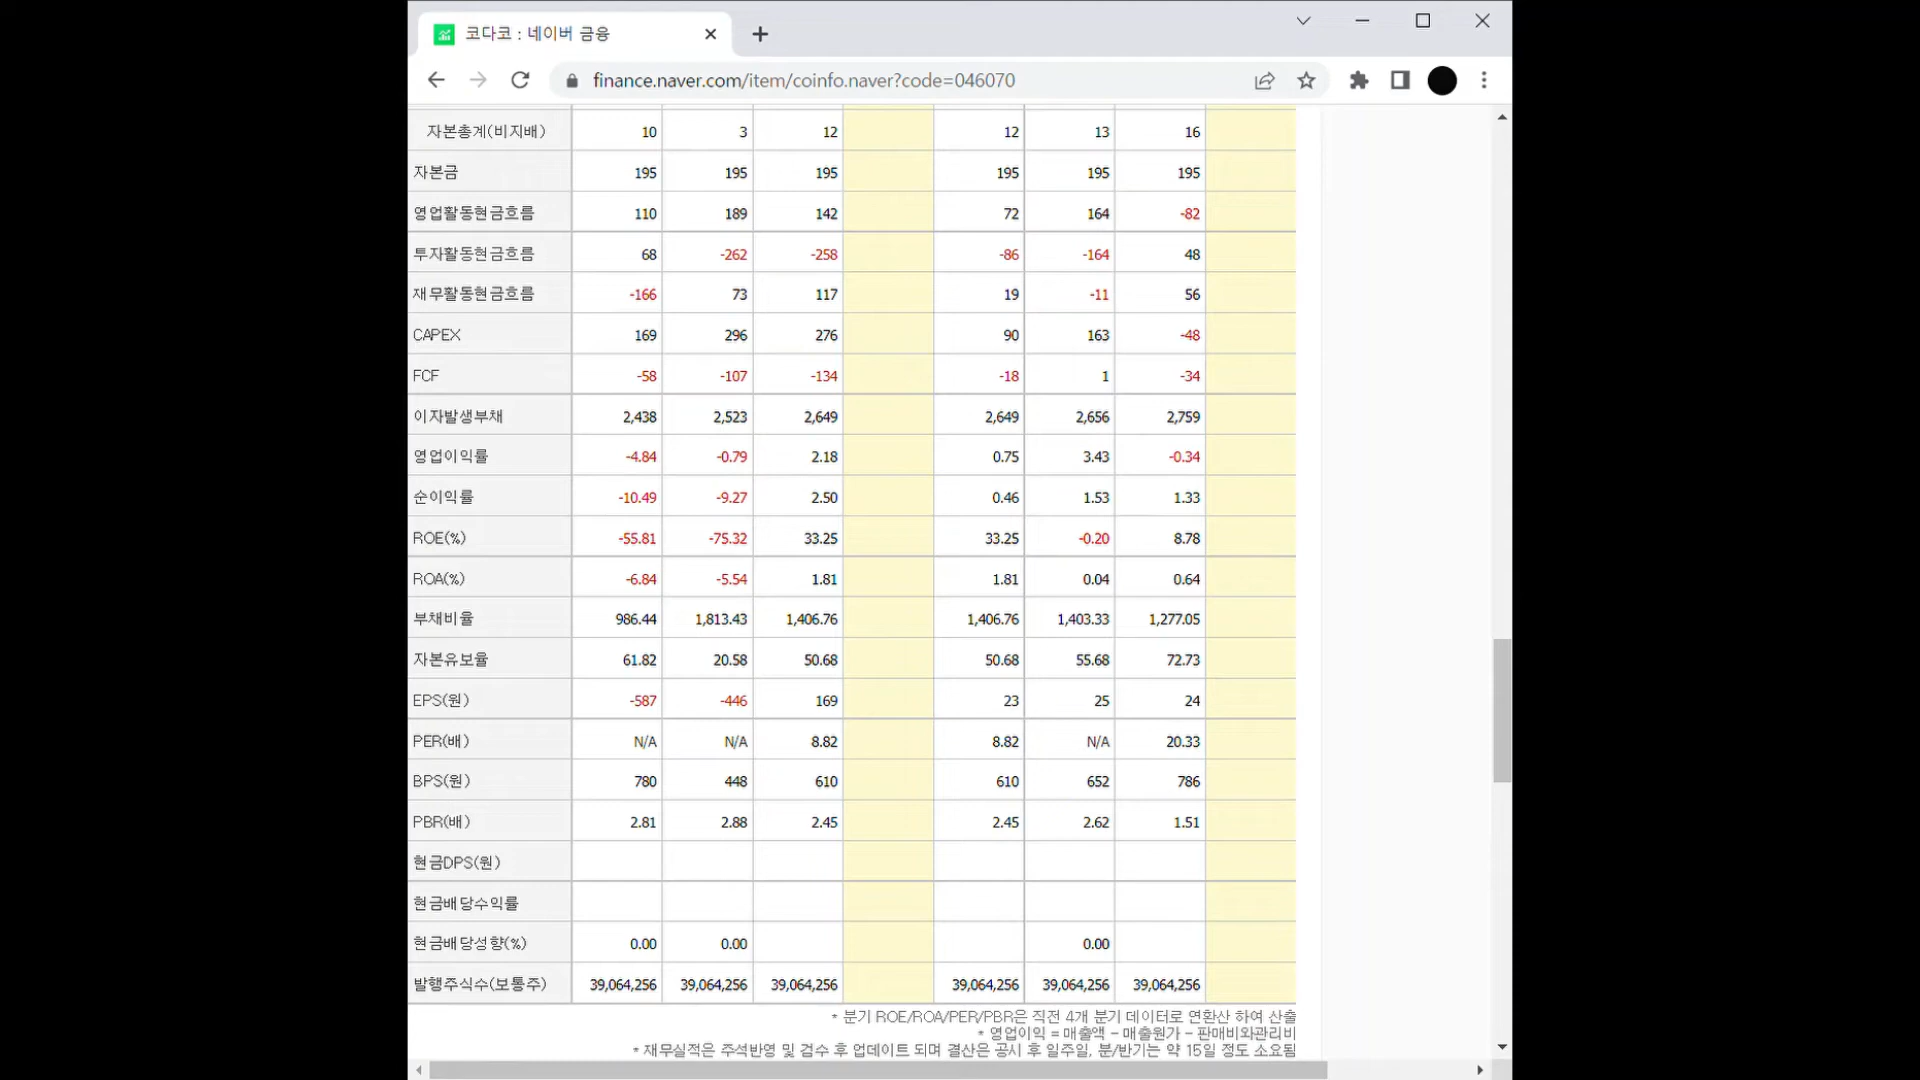 코다코 : 네이버 금융
finance.naver.com/item/coinfo.naver?code=046070
자본총계(비지배) 10 3 12 12 13 16
자본금 195 195 195 195 195 195
영업활동현금흐름 110 189 142 72 164 -82
투자활동현금흐름 68 -262 -258 -86 -164 48
재무활동현금흐름 -166 73 117 19 -11 56
CAPEX 169 296 276 90 163 -48
FCF -58 -107 -134 -18 1 -34
이자발생부채 2,438 2,523 2,649 2,649 2,656 2,759
영업이익률 -4.84 -0.79 2.18 0.75 3.43 -0.34
순이익률 -10.49 -9.27 2.50 0.46 1.53 1.33
ROE(%) -55.81 -75.32 33.25 33.25 -0.20 8.78
ROA(%) -6.84 -5.54 1.81 1.81 0.04 0.64
부채비율 986.44 1,813.43 1,406.76 1,406.76 1,403.33 1,277.05
자본유보율 61.82 20.58 50.68 50.68 55.68 72.73
EPS(원) -587 -446 169 23 25 24
PER(배) N/A N/A 8.82 8.82 N/A 20.33
BPS(원) 780 448 610 610 652 786
PBR(배) 2.81 2.88 2.45 2.45 2.62 1.51
현금DPS(원)
현금배당수익률
현금배당성향(%) 0.00 0.00 0.00
발행주식수(보통주) 39,064,256 39,064,256 39,064,256 39,064,256 39,064,256 39,064,256
* 분기 ROE/ROA/PER/PBR은 직전 4개 분기 데이터로 연환산 하여 산출
* 영업이익 = 매출액 - 매출원가 - 판매비와관리비
* 재무실적은 주석반영 및 검수 후 업데이트 되며 결산은 공시 후 일주일, 분/반기는 약 15일 정도 소요됨